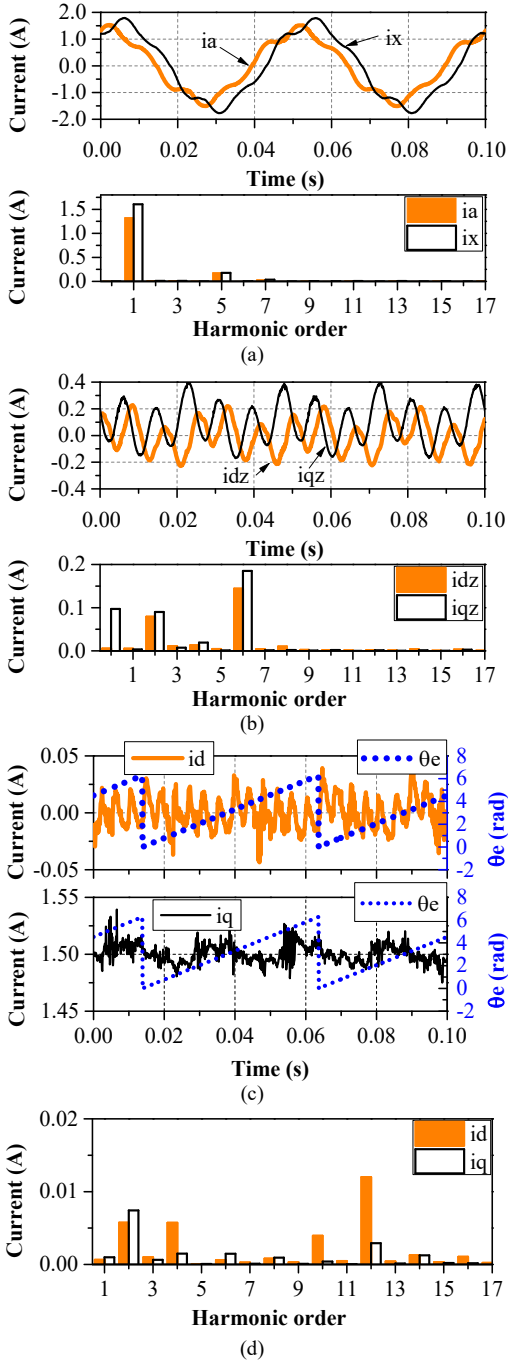 Current (A)
2.0
1.0
0.0
-1.0
-2.0
ia
ix
0.00 0.02 0.04 0.06 0.08 0.10
Time (s)
Current (A)
1.5
1.0
0.5
0.0
ia
ix
1 3 5 7 9 11 13 15 17
Harmonic order
(a)
Current (A)
0.4
0.2
0.0
-0.2
-0.4
idz
iqz
0.00 0.02 0.04 0.06 0.08 0.10
Time (s)
Current (A)
0.2
0.1
0.0
idz
iqz
1 3 5 7 9 11 13 15 17
Harmonic order
(b)
Current (A)
0.05
0.00
-0.05
id
θe
8
6
4
2
0
-2
θe (rad)
Current (A)
1.55
1.50
1.45
iq
θe
8
6
4
2
0
-2
θe (rad)
0.00 0.02 0.04 0.06 0.08 0.10
Time (s)
(c)
Current (A)
0.02
0.01
0.00
id
iq
1 3 5 7 9 11 13 15 17
Harmonic order
(d)